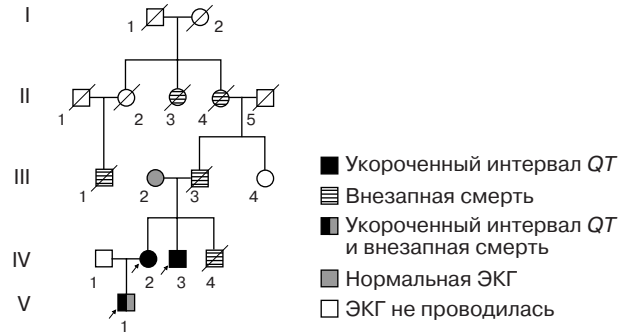 I
1 2
II
1 2 3 4 5
III
1 2 3 4
IV
1 2 3 4
V
1
Укороченный интервал QT
Внезапная смерть
Укороченный интервал QT
и внезапная смерть
Нормальная ЭКГ
ЭКГ не проводилась